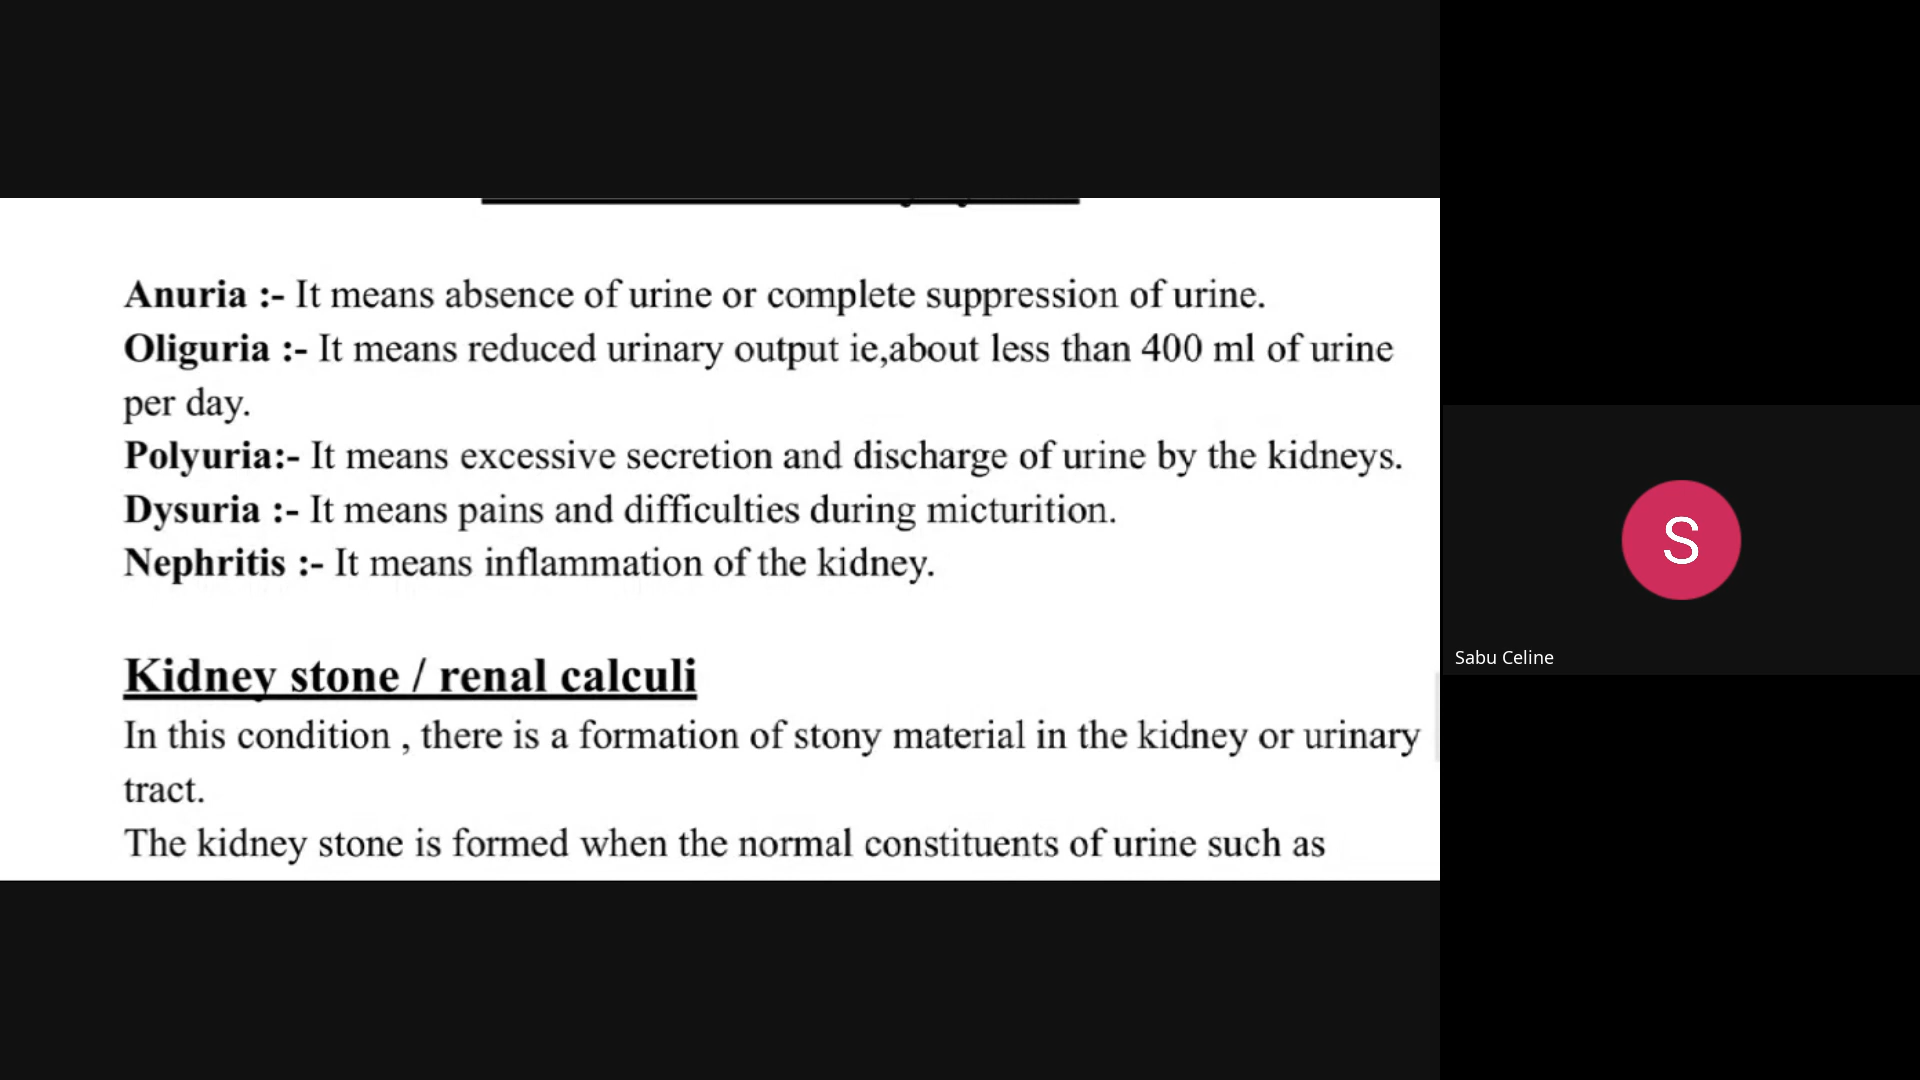 Anuria :- It means absence of urine or complete suppression of urine.
Oliguria :- It means reduced urinary output ie,about less than 400 ml of urine
per day.
Polyuria:- It means excessive secretion and discharge of urine by the kidneys.
Dysuria :- It means pains and difficulties during micturition.
Nephritis :- It means inflammation of the kidney.
Kidney stone / renal calculi
In this condition , there is a formation of stony material in the kidney or urinary
tract.
The kidney stone is formed when the normal constituents of urine such as
S
Sabu Celine